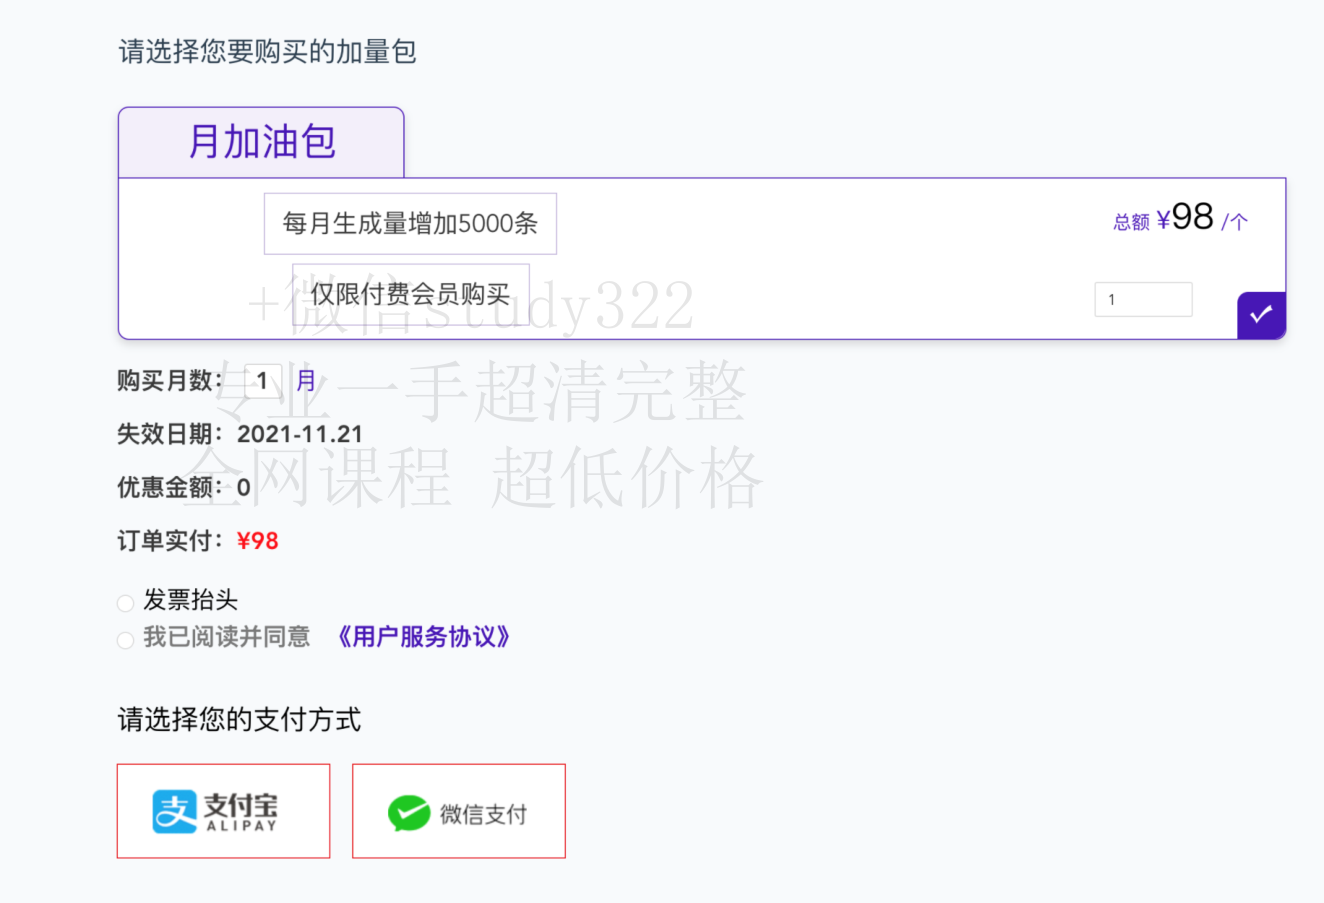 请选择您要购买的加量包
月加油包
每月生成量增加5000条
总额 ¥98 /个
仅限付费会员购买
1
+微信study322
专业一手超清完整
全网课程 超低价格
购买月数： 1 月
失效日期：2021-11.21
优惠金额：0
订单实付：¥98
发票抬头
我已阅读并同意 《用户服务协议》
请选择您的支付方式
支付宝
ALIPAY
微信支付